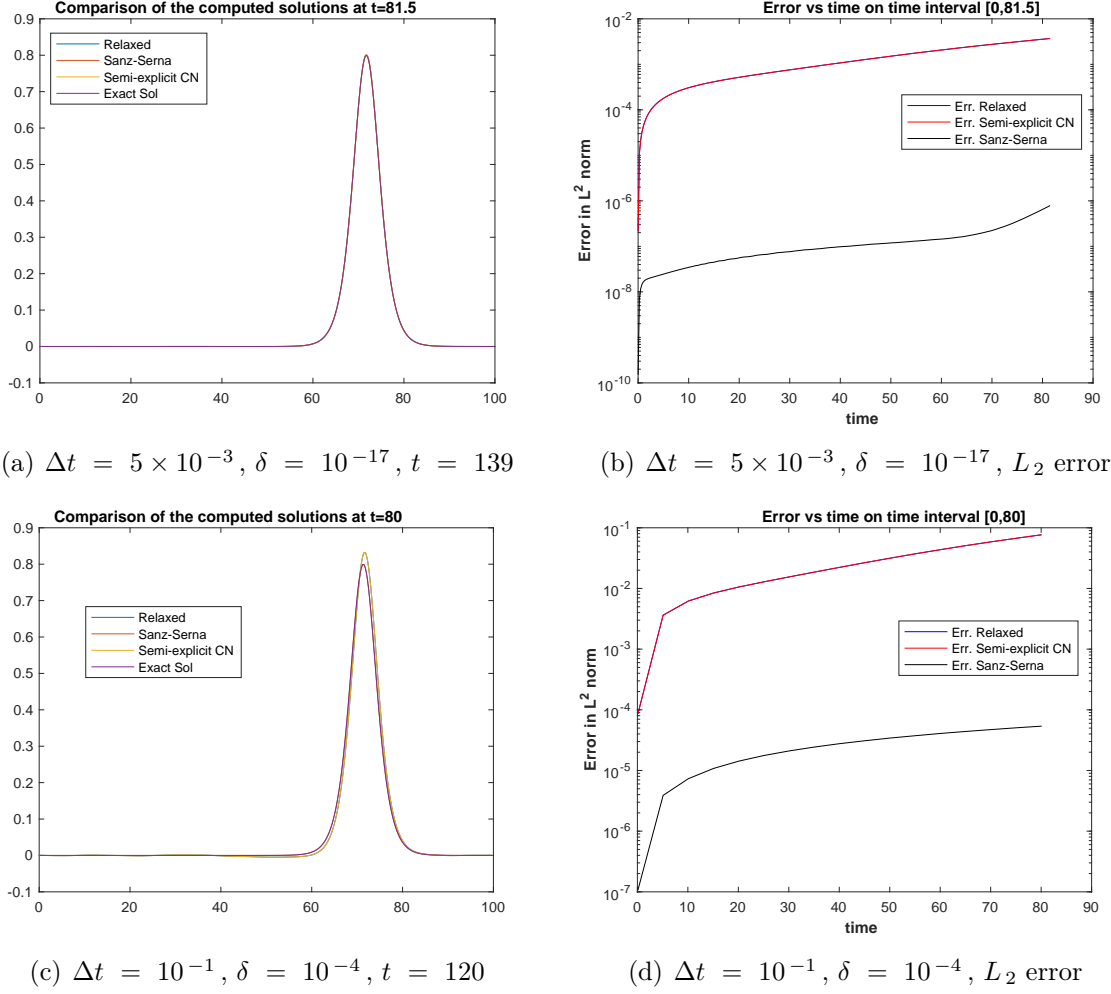 Comparison of the computed solutions at t=81.5
0.9
0.8
0.7
0.6
0.5
0.4
0.3
0.2
0.1
0
-0.1
0 20 40 60 80 100
Relaxed
Sanz-Serna
Semi-explicit CN
Exact Sol
Error vs time on time interval [0,81.5]
Error in L² norm
10⁻²
10⁻⁴
10⁻⁶
10⁻⁸
10⁻¹⁰
0 10 20 30 40 50 60 70 80 90
time
Err. Relaxed
Err. Semi-explicit CN
Err. Sanz-Serna
(a) Δt = 5 × 10⁻³, δ = 10⁻¹⁷, t = 139
(b) Δt = 5 × 10⁻³, δ = 10⁻¹⁷, L₂ error
Comparison of the computed solutions at t=80
0.9
0.8
0.7
0.6
0.5
0.4
0.3
0.2
0.1
0
-0.1
0 20 40 60 80 100
Relaxed
Sanz-Serna
Semi-explicit CN
Exact Sol
Error vs time on time interval [0,80]
Error in L² norm
10⁻¹
10⁻²
10⁻³
10⁻⁴
10⁻⁵
10⁻⁶
10⁻⁷
0 10 20 30 40 50 60 70 80 90
time
Err. Relaxed
Err. Semi-explicit CN
Err. Sanz-Serna
(c) Δt = 10⁻¹, δ = 10⁻⁴, t = 120
(d) Δt = 10⁻¹, δ = 10⁻⁴, L₂ error